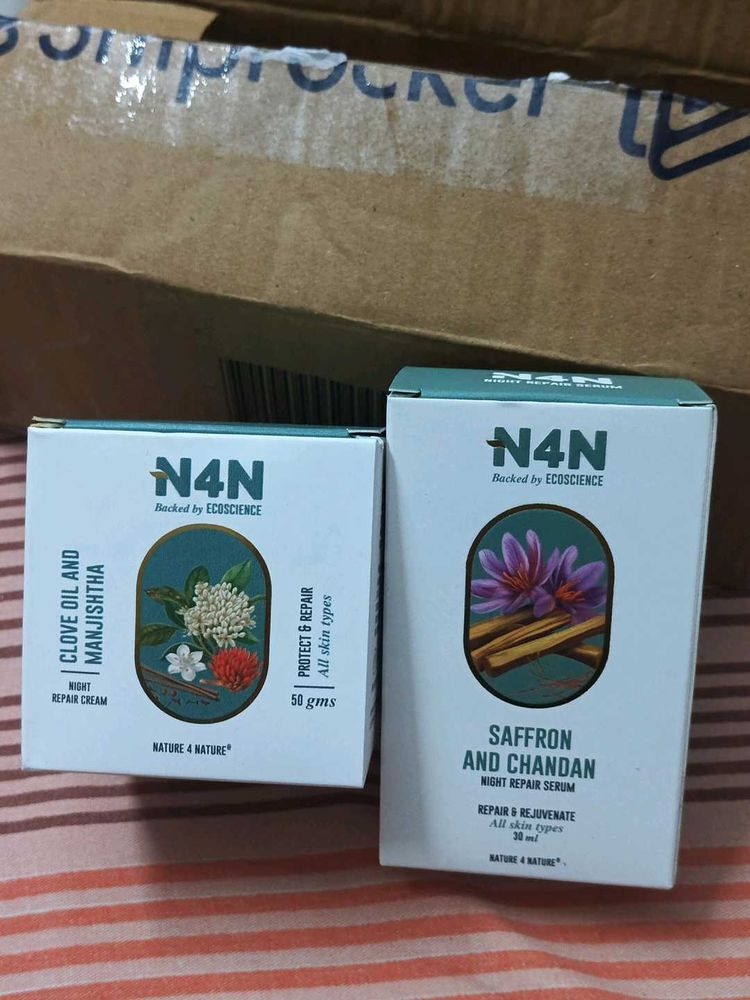 shiprocket
N4N
Backed by ECOSCIENCE
CLOVE OIL AND
MANJISHTHA
NIGHT
REPAIR CREAM
PROTECT & REPAIR
All skin types
50 gms
NATURE 4 NATURE®
N4N
NIGHT REPAIR SERUM
N4N
Backed by ECOSCIENCE
SAFFRON
AND CHANDAN
NIGHT REPAIR SERUM
REPAIR & REJUVENATE
All skin types
30 ml
NATURE 4 NATURE®